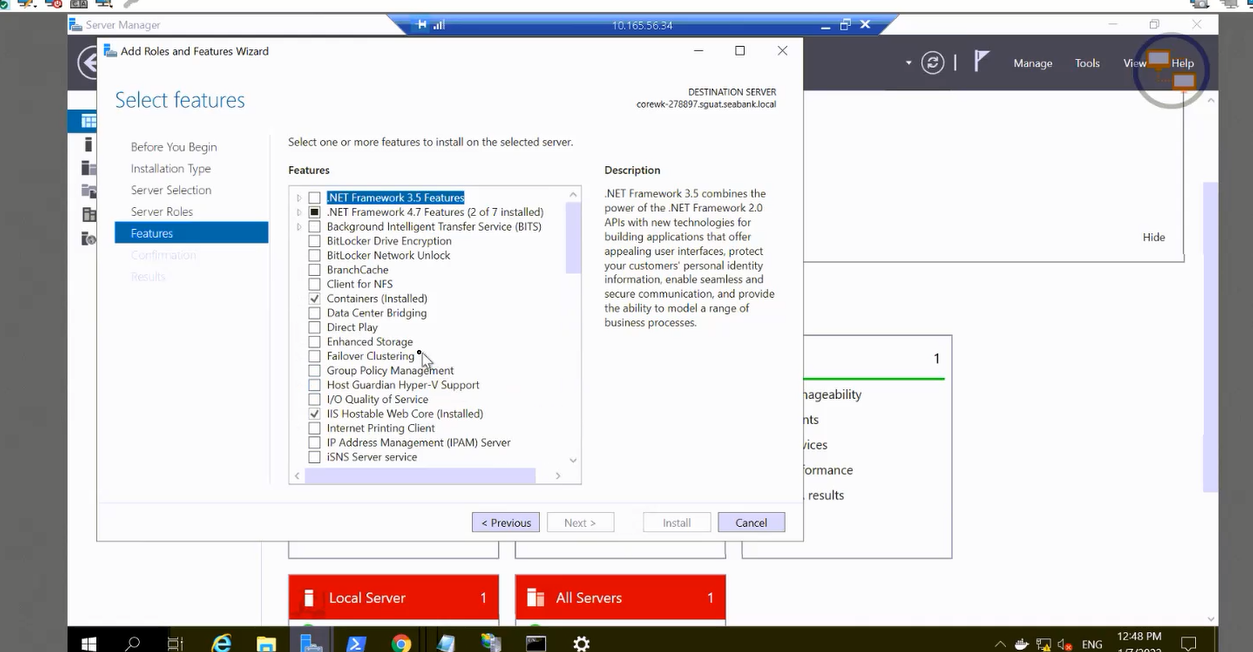 Server Manager
10.165.56.34
Add Roles and Features Wizard
Manage
Tools
View
Help
Select features
DESTINATION SERVER
corewk-278897.sguat.seabank.local
Before You Begin
Installation Type
Server Selection
Server Roles
Features
Confirmation
Results
Select one or more features to install on the selected server.
Features
.NET Framework 3.5 Features
.NET Framework 4.7 Features (2 of 7 installed)
Background Intelligent Transfer Service (BITS)
BitLocker Drive Encryption
BitLocker Network Unlock
BranchCache
Client for NFS
Containers (Installed)
Data Center Bridging
Direct Play
Enhanced Storage
Failover Clustering
Group Policy Management
Host Guardian Hyper-V Support
I/O Quality of Service
IIS Hostable Web Core (Installed)
Internet Printing Client
IP Address Management (IPAM) Server
iSNS Server service
Description
.NET Framework 3.5 combines the
power of the .NET Framework 2.0
APIs with new technologies for
building applications that offer
appealing user interfaces, protect
your customers' personal identity
information, enable seamless and
secure communication, and provide
the ability to model a range of
business processes.
Hide
1
nageability
nts
vices
formance
results
< Previous
Next >
Install
Cancel
Local Server 1
All Servers 1
ENG
12:48 PM